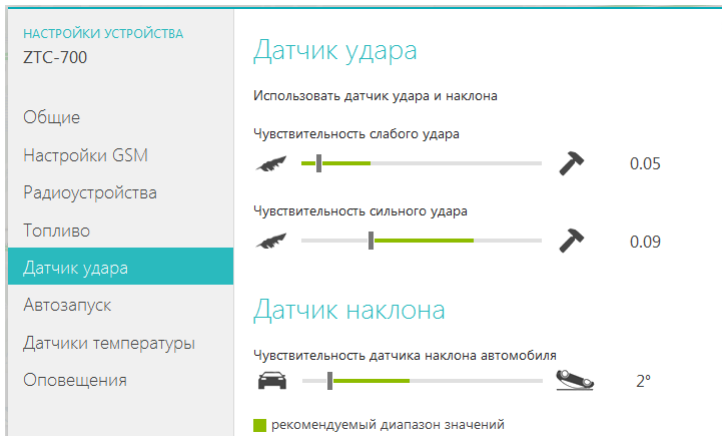 НАСТРОЙКИ УСТРОЙСТВА
ZTC-700
Общие
Настройки GSM
Радиоустройства
Топливо
Датчик удара
Автозапуск
Датчики температуры
Оповещения
Датчик удара
Использовать датчик удара и наклона
Чувствительность слабого удара
0.05
Чувствительность сильного удара
0.09
Датчик наклона
Чувствительность датчика наклона автомобиля
2°
рекомендуемый диапазон значений